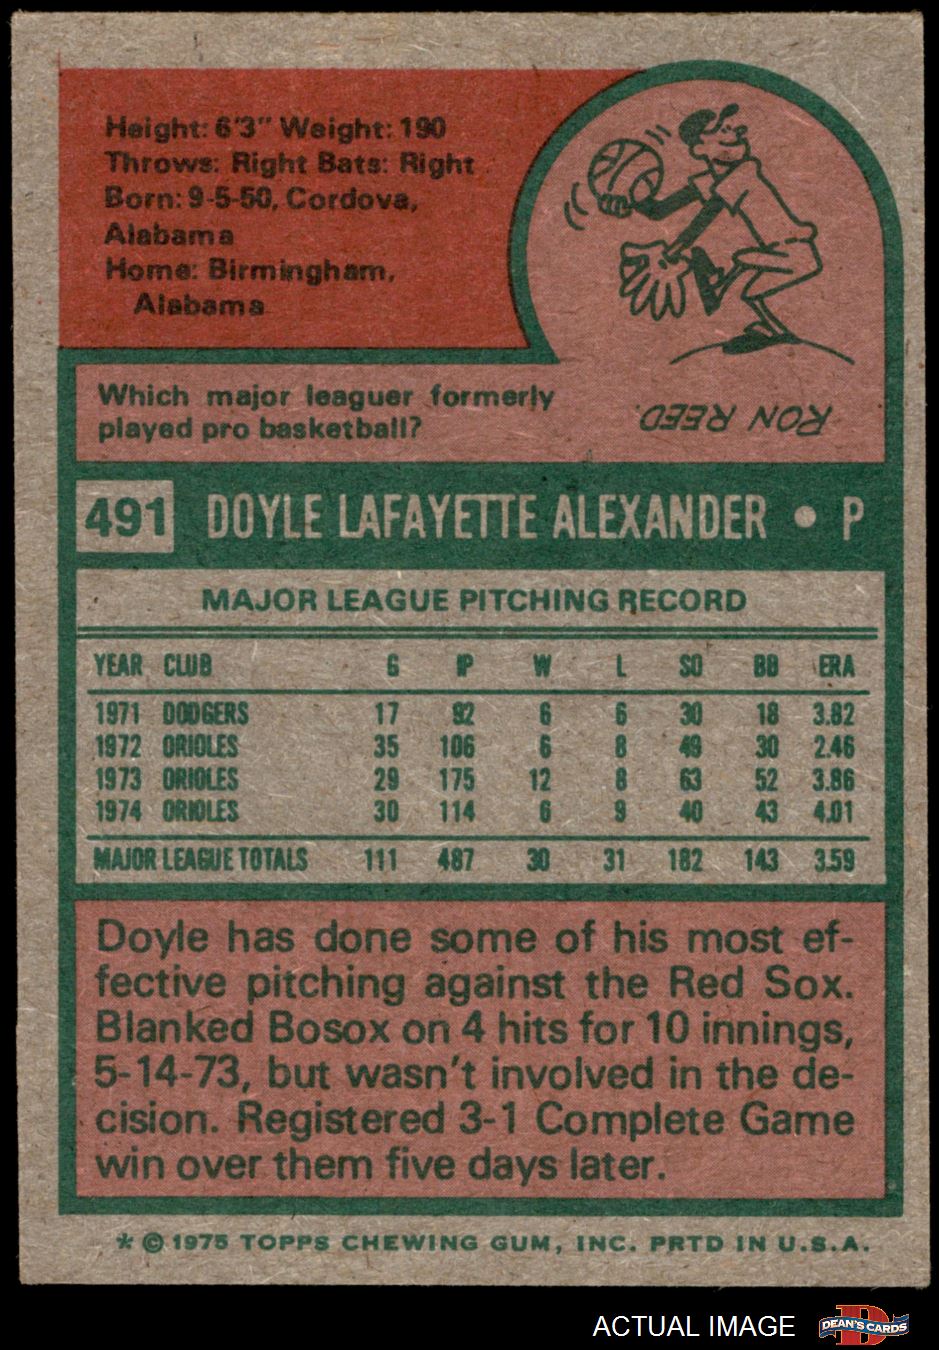 Height: 6'3" Weight: 190
Throws: Right Bats: Right
Born: 9-5-50, Cordova,
Alabama
Home: Birmingham,
Alabama
Which major leaguer formerly
played pro basketball?
RON REED.
491 DOYLE LAFAYETTE ALEXANDER • P
MAJOR LEAGUE PITCHING RECORD
YEAR CLUB G IP W L SO BB ERA
1971 DODGERS 17 92 6 6 30 18 3.82
1972 ORIOLES 35 106 6 8 49 30 2.46
1973 ORIOLES 29 175 12 8 63 52 3.86
1974 ORIOLES 30 114 6 9 40 43 4.01
MAJOR LEAGUE TOTALS 111 487 30 31 182 143 3.59
Doyle has done some of his most ef-
fective pitching against the Red Sox.
Blanked Bosox on 4 hits for 10 innings,
5-14-73, but wasn't involved in the de-
cision. Registered 3-1 Complete Game
win over them five days later.
* © 1975 TOPPS CHEWING GUM, INC. PRTD IN U.S.A.
ACTUAL IMAGE
DEAN'S CARDS